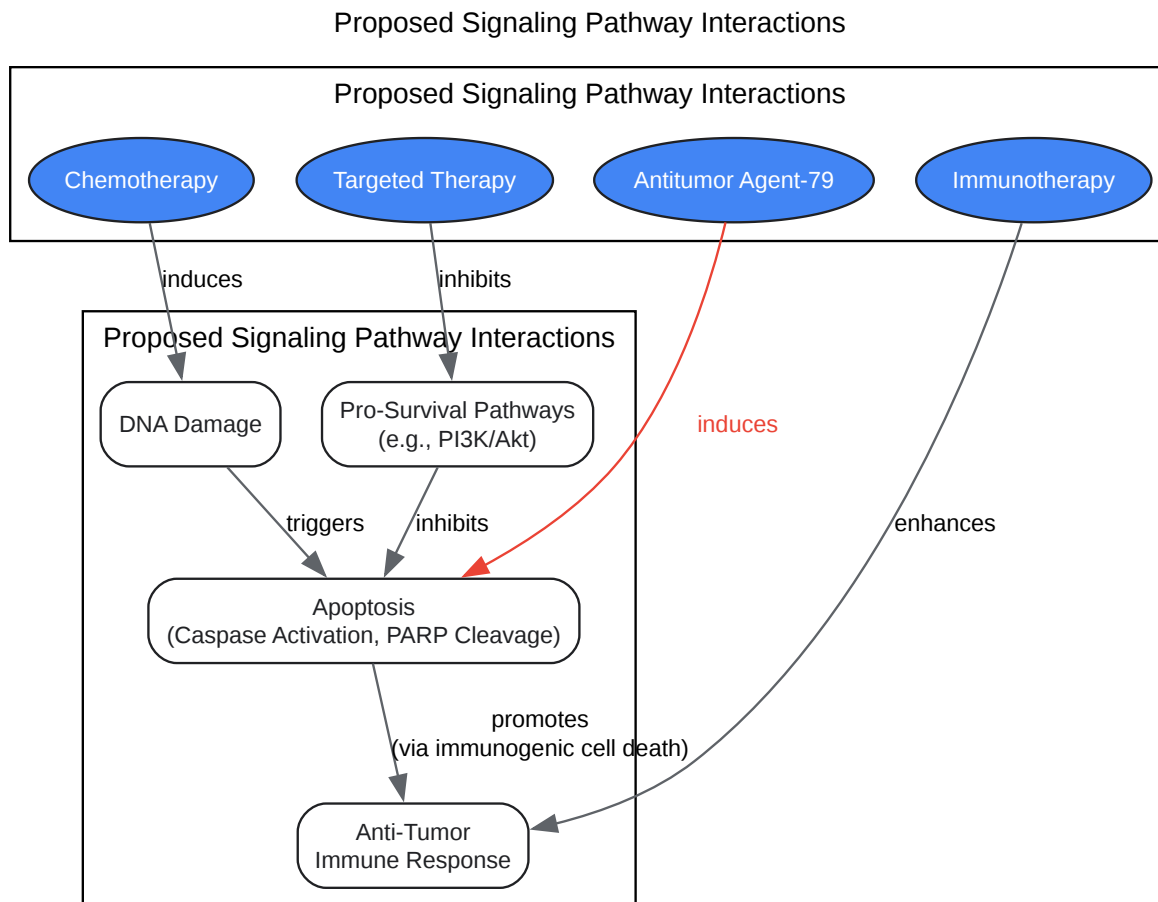 Proposed Signaling Pathway Interactions
Proposed Signaling Pathway Interactions
Chemotherapy
Targeted Therapy
Antitumor Agent-79
Immunotherapy
induces
inhibits
Proposed Signaling Pathway Interactions
DNA Damage
Pro-Survival Pathways
(e.g., PI3K/Akt)
induces
triggers
inhibits
enhances
Apoptosis
(Caspase Activation, PARP Cleavage)
promotes
(via immunogenic cell death)
Anti-Tumor
Immune Response